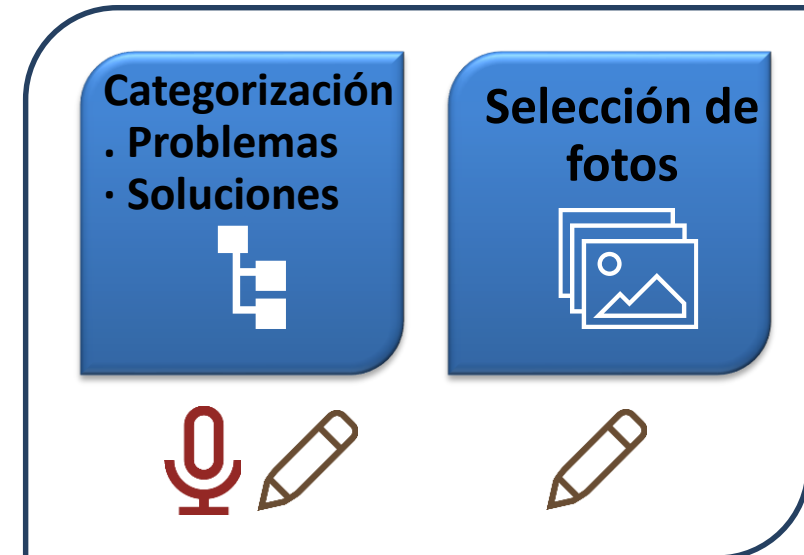 Categorización
. Problemas
· Soluciones
Selección de
fotos